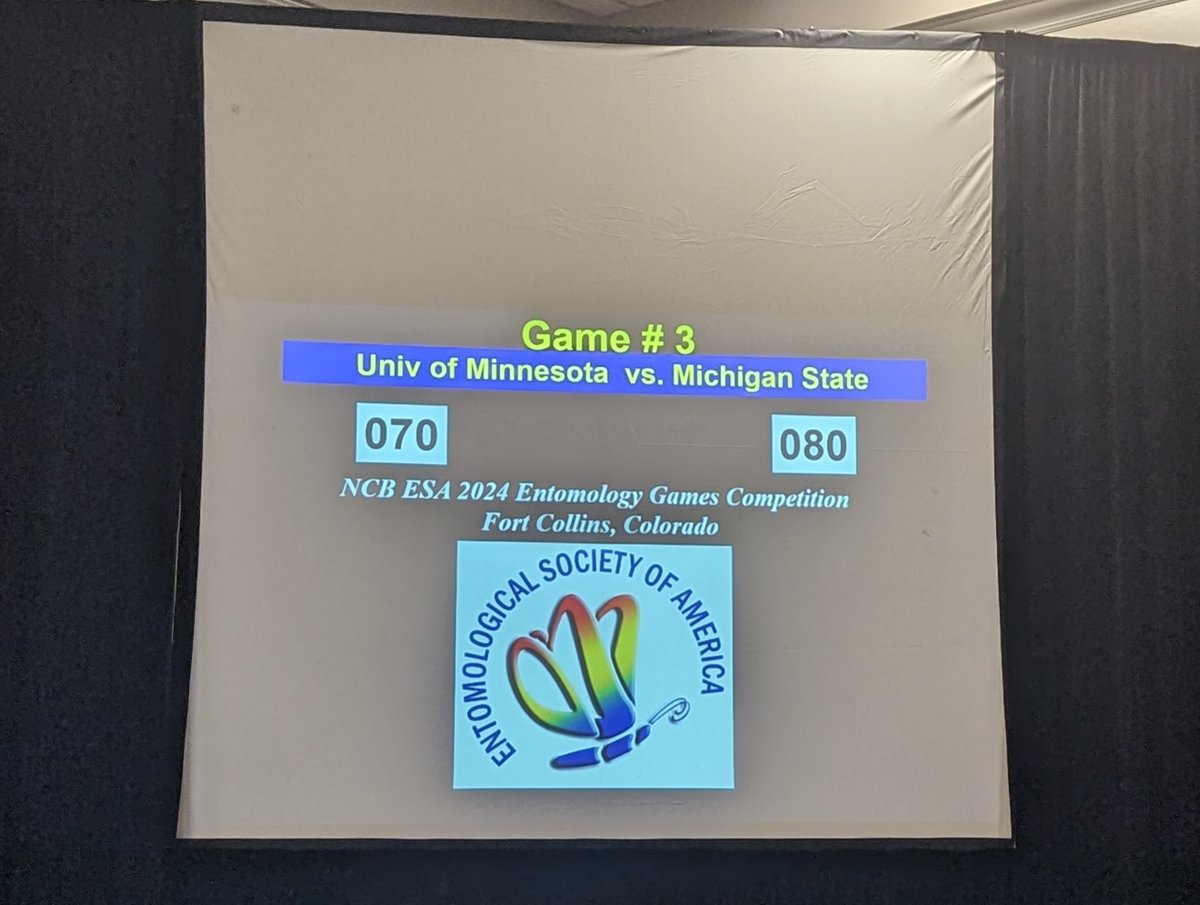 Game # 3
Univ of Minnesota vs. Michigan State
070 080
NCB ESA 2024 Entomology Games Competition
Fort Collins, Colorado
ENTOMOLOGICAL SOCIETY OF AMERICA